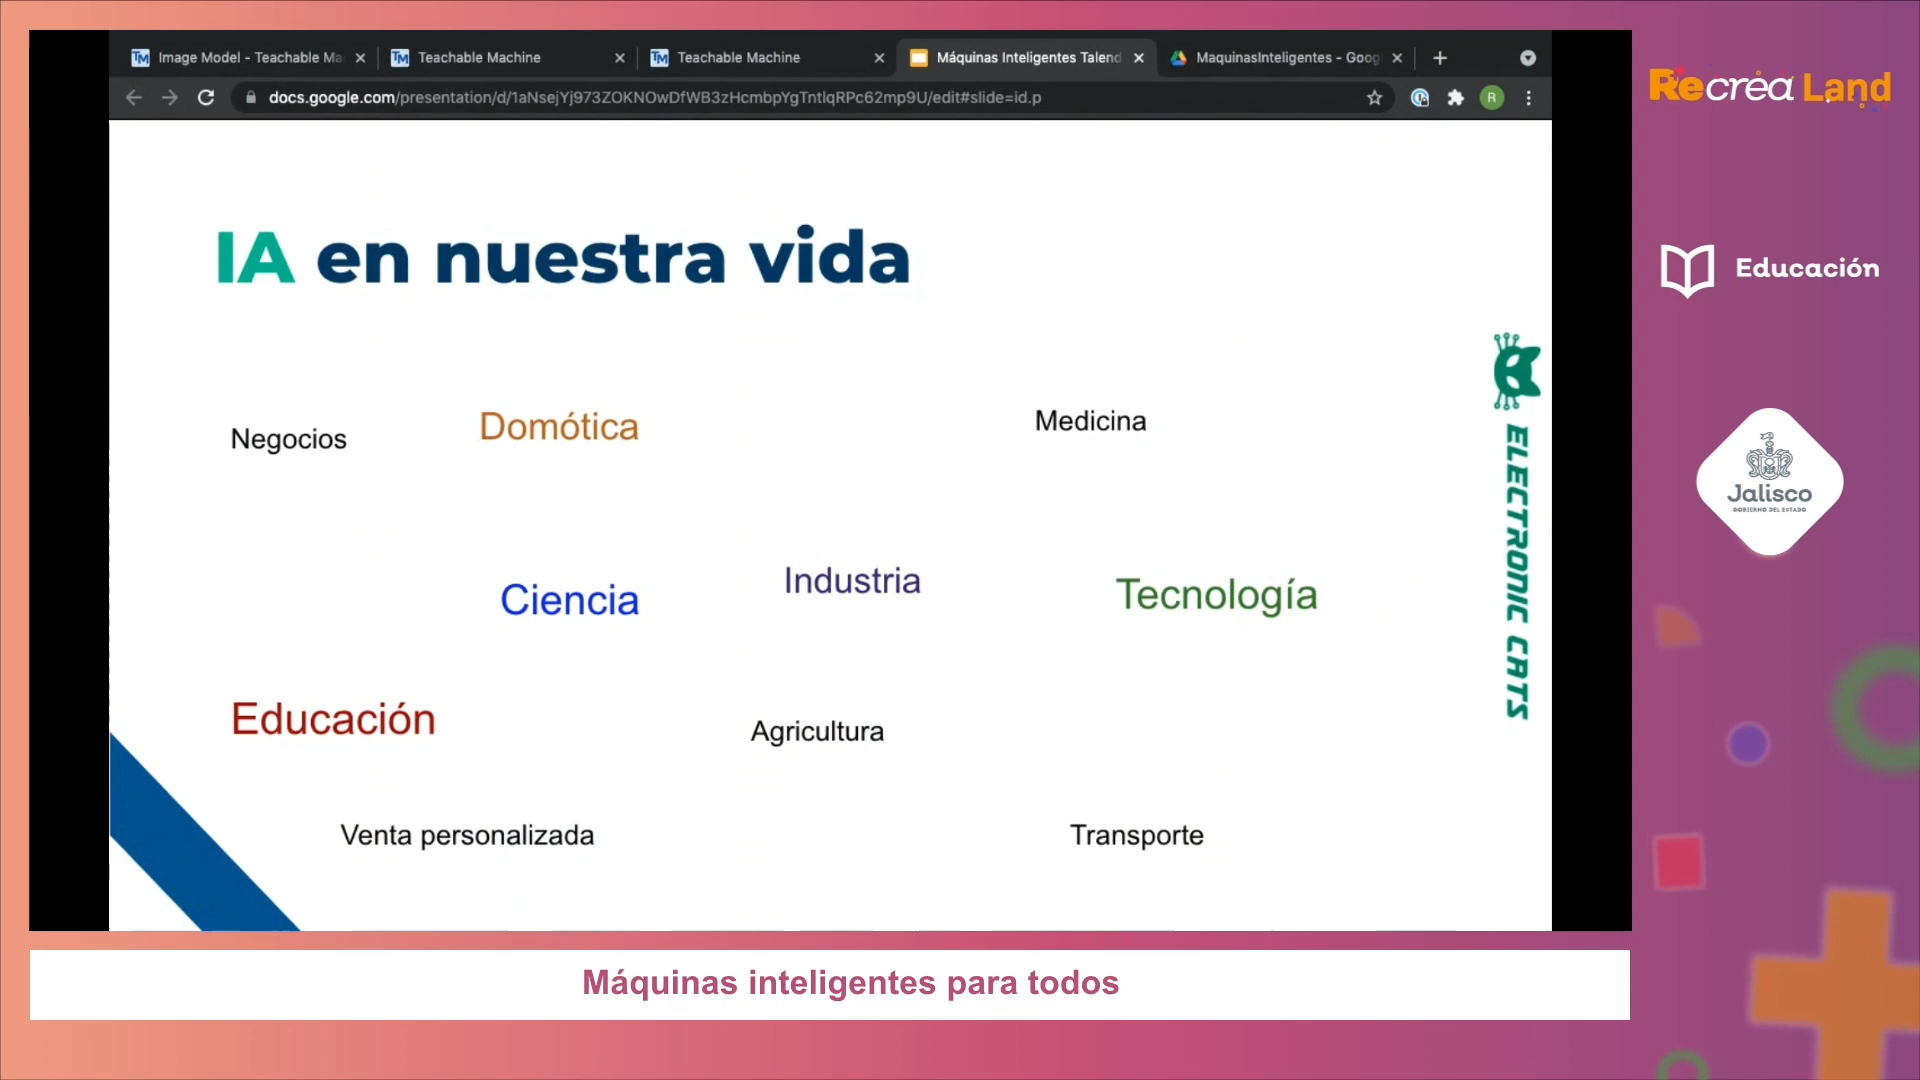 Image Model - Teachable Ma
Teachable Machine
Teachable Machine
Máquinas Inteligentes Talend
MaquinasInteligentes - Goog
docs.google.com/presentation/d/1aNsejYj973ZOKNOwDfWB3zHcmbpYgTntlqRPc62mp9U/edit#slide=id.p
R
Recrea Land
IA en nuestra vida
Educación
Negocios
Domótica
Medicina
Jalisco
GOBIERNO DEL ESTADO
Ciencia
Industria
Tecnología
ELECTRONIC CATS
Educación
Agricultura
Venta personalizada
Transporte
Máquinas inteligentes para todos